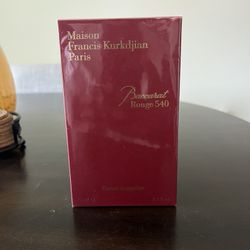 Maison
Francis Kurkdjian
Paris
Baccarat
Rouge 540